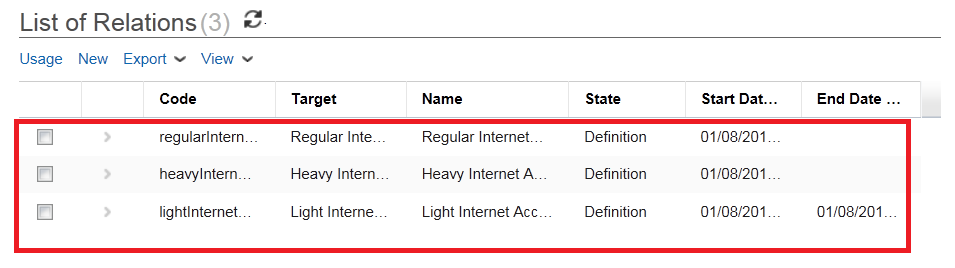 List of Relations(3)
Usage New Export View
Code Target Name State Start Dat... End Date ...
regularIntern... Regular Inte... Regular Internet... Definition 01/08/201...
heavyIntern... Heavy Intern... Heavy Internet A... Definition 01/08/201...
lightInternet... Light Interne... Light Internet Acc... Definition 01/08/201... 01/08/201...